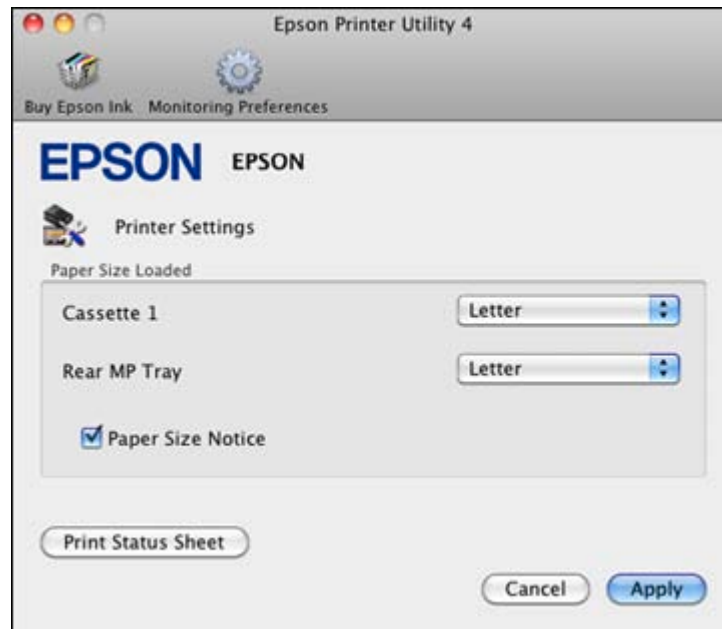 Epson Printer Utility 4
Buy Epson Ink Monitoring Preferences
EPSON EPSON
Printer Settings
Paper Size Loaded
Cassette 1 Letter
Rear MP Tray Letter
Paper Size Notice
Print Status Sheet
Cancel Apply